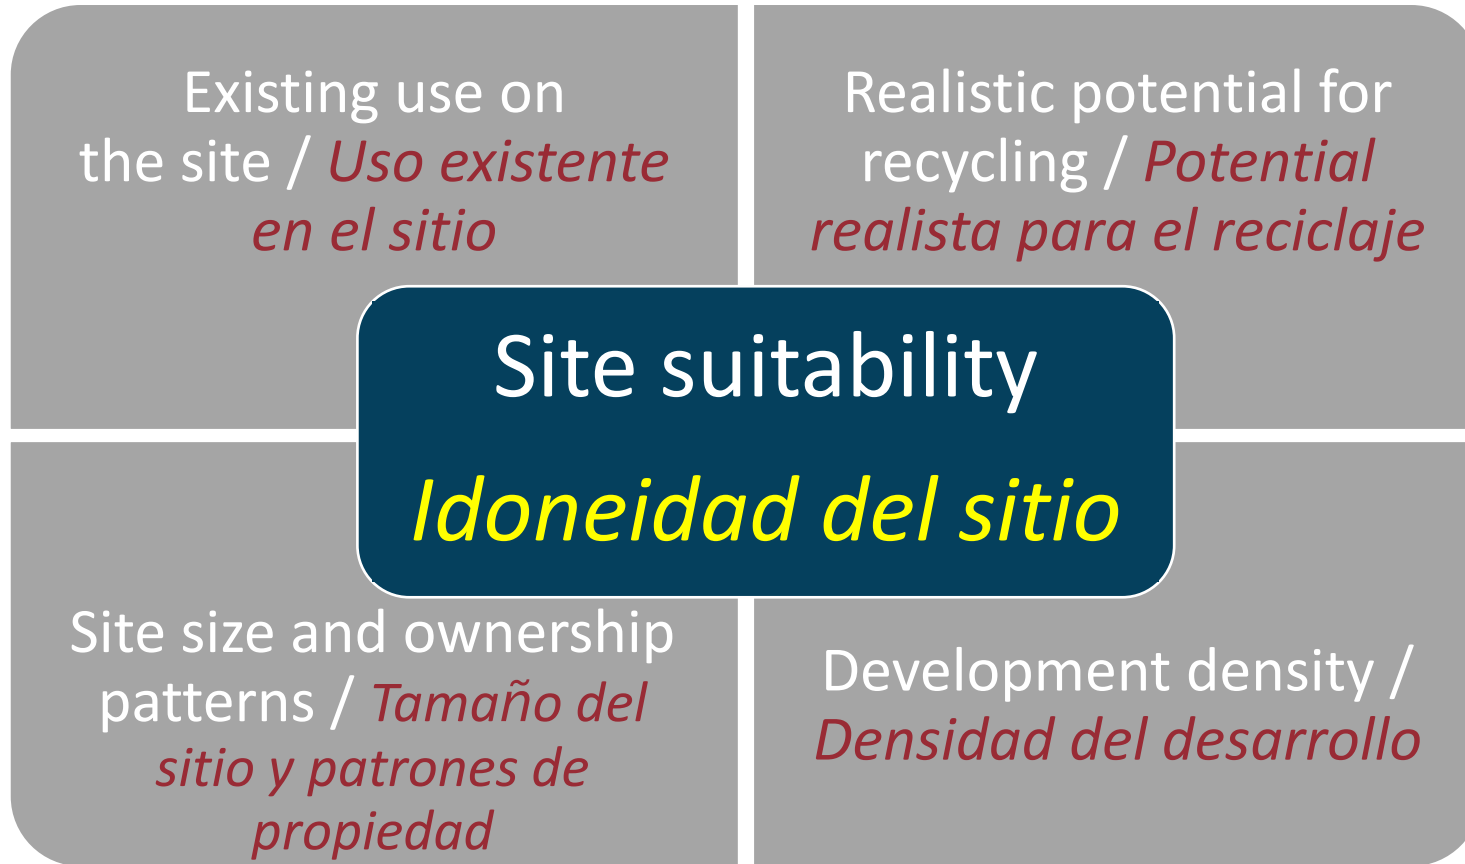 Existing use on
the site / Uso existente
en el sitio
Realistic potential for
recycling / Potential
realista para el reciclaje
Site suitability
Idoneidad del sitio
Site size and ownership
patterns / Tamaño del
sitio y patrones de
propiedad
Development density /
Densidad del desarrollo